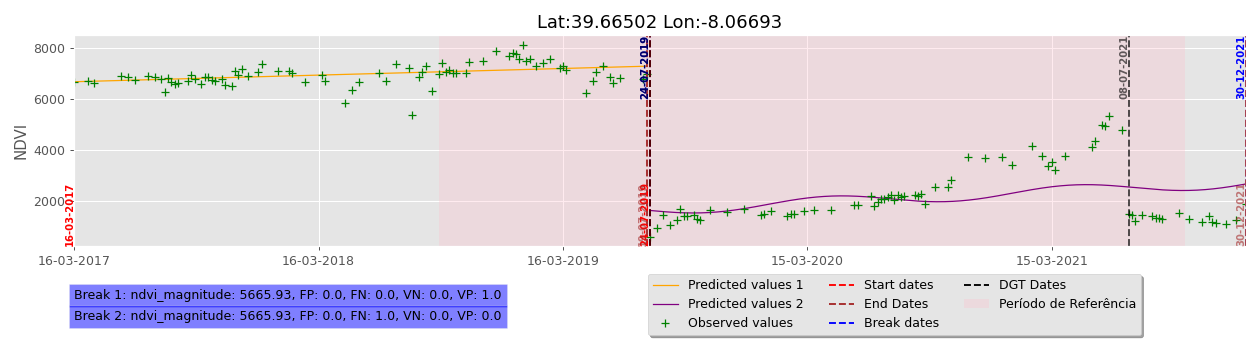 Lat:39.66502 Lon:-8.06693
NDVI
8000
6000
4000
2000
16-03-2017
24-07-2019
24-07-2019
08-07-2021
30-12-2021
30-12-2021
16-03-2017
16-03-2018
16-03-2019
15-03-2020
15-03-2021
Break 1: ndvi_magnitude: 5665.93, FP: 0.0, FN: 0.0, VN: 0.0, VP: 1.0
Break 2: ndvi_magnitude: 5665.93, FP: 0.0, FN: 1.0, VN: 0.0, VP: 0.0
Predicted values 1
Predicted values 2
Observed values
Start dates
End Dates
Break dates
DGT Dates
Período de Referência